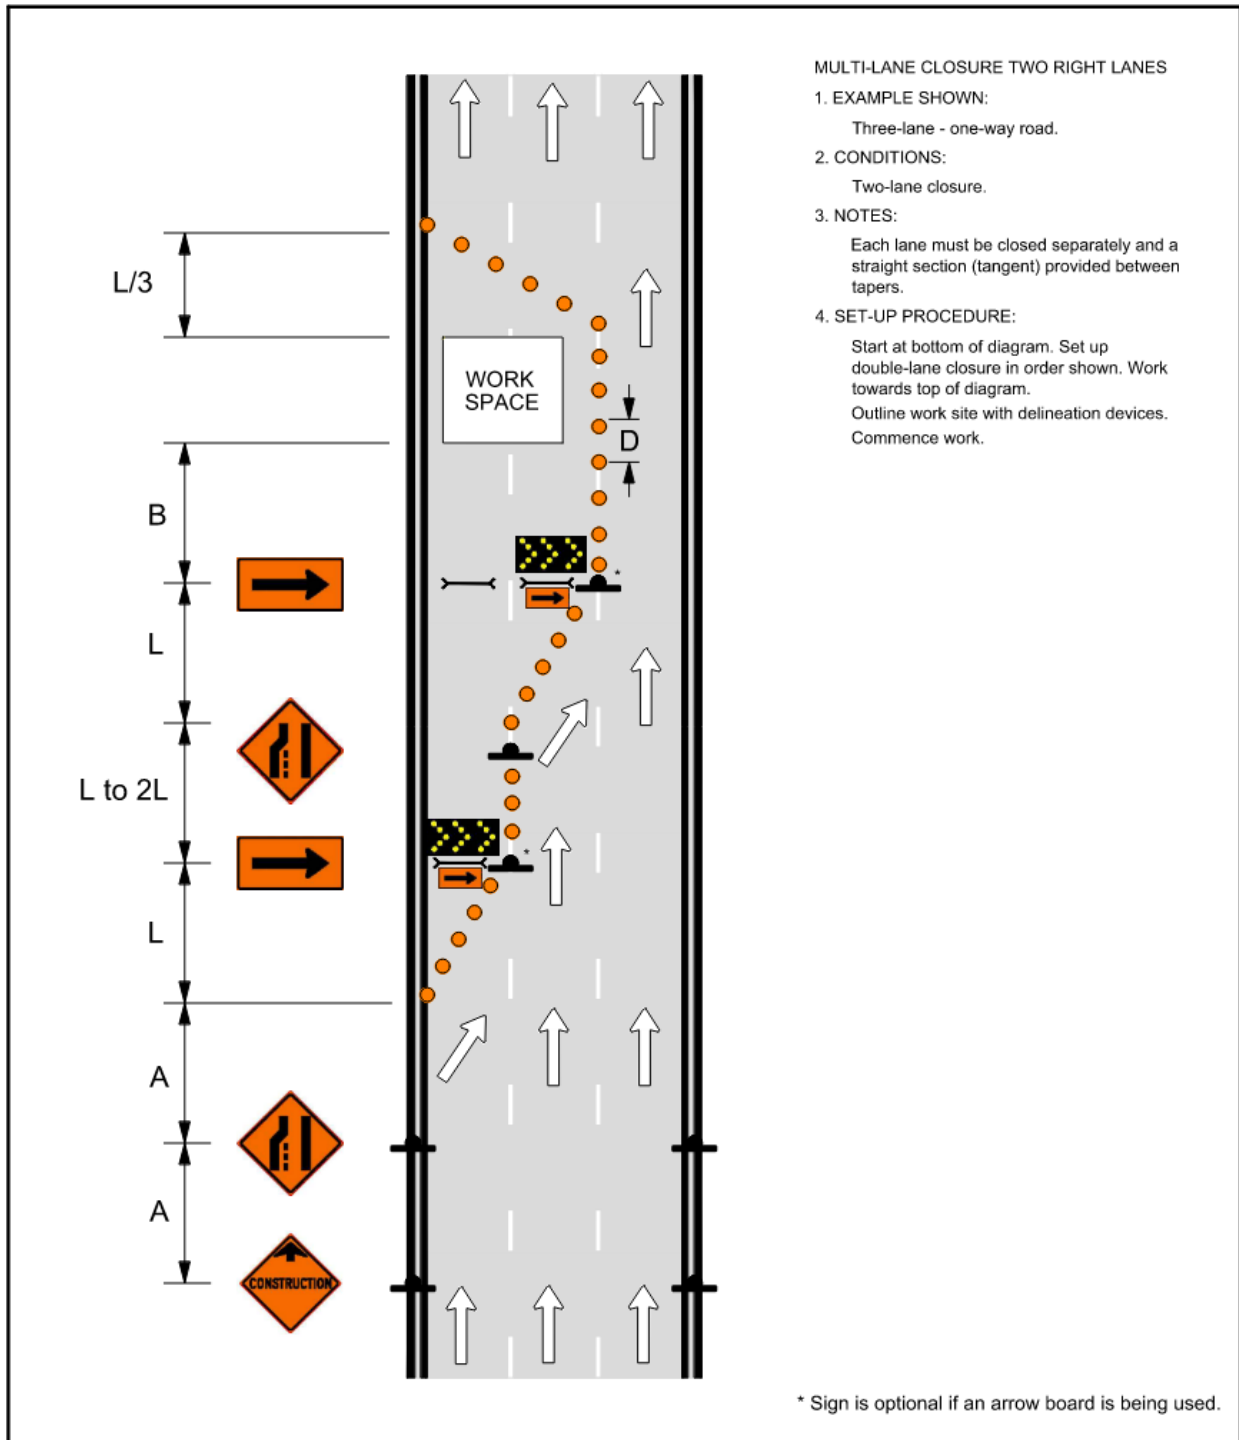 MULTI-LANE CLOSURE TWO RIGHT LANES
1. EXAMPLE SHOWN:
Three-lane - one-way road.
2. CONDITIONS:
Two-lane closure.
3. NOTES:
Each lane must be closed separately and a
straight section (tangent) provided between
tapers.
4. SET-UP PROCEDURE:
Start at bottom of diagram. Set up
double-lane closure in order shown. Work
towards top of diagram.
Outline work site with delineation devices.
Commence work.
L/3
WORK
SPACE
D
B
*
L
L to 2L
*
L
A
A
CONSTRUCTION
* Sign is optional if an arrow board is being used.